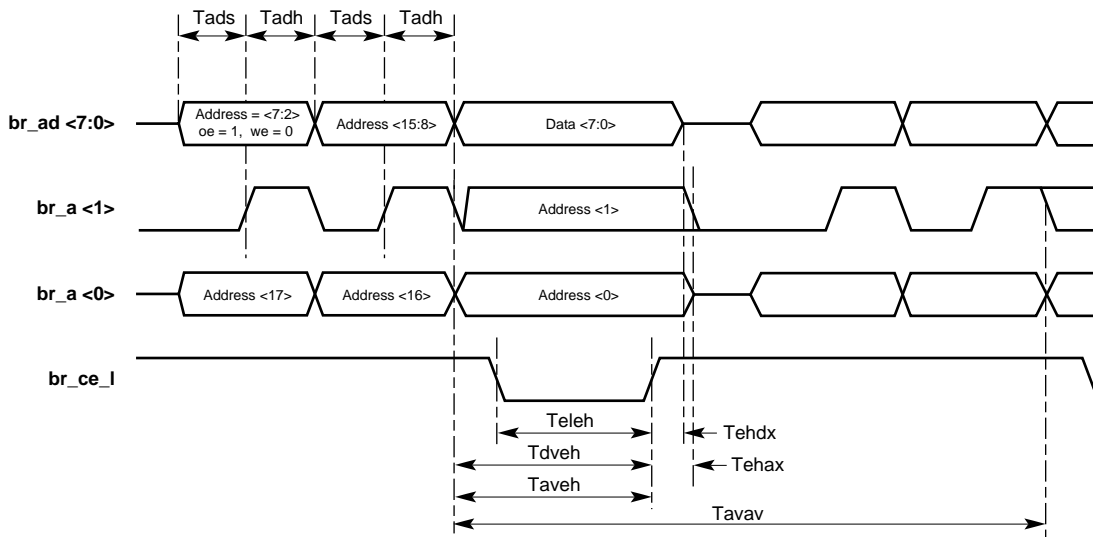 Tads Tadh Tads Tadh
br_ad <7:0>
Address = <7:2>
oe = 1, we = 0
Address <15:8>
Data <7:0>
br_a <1>
Address <1>
br_a <0>
Address <17>
Address <16>
Address <0>
br_ce_l
Teleh
Tehdx
Tdveh
Tehax
Taveh
Tavav